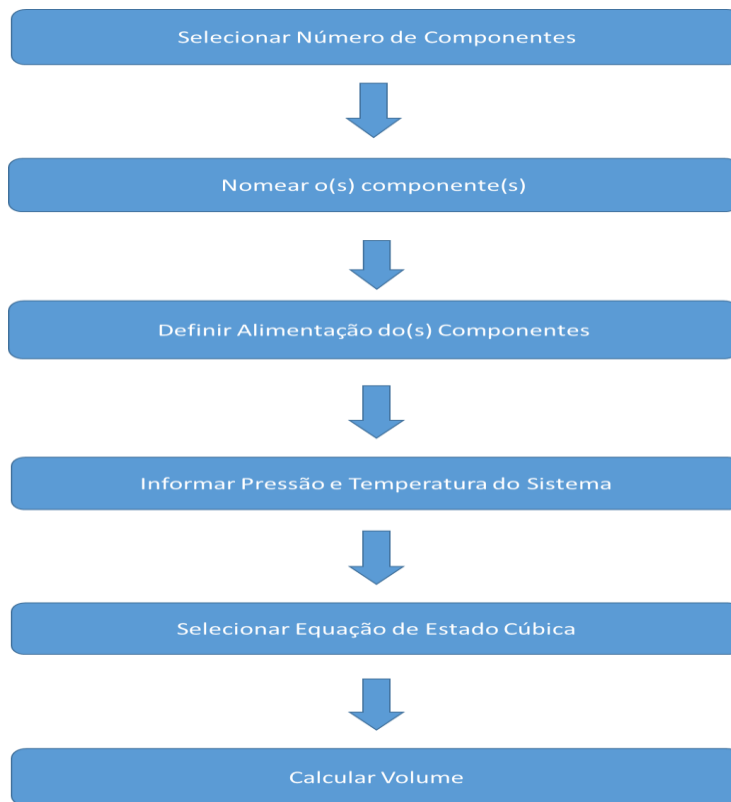 Selecionar Número de Componentes
Nomear o(s) componente(s)
Definir Alimentação do(s) Componentes
Informar Pressão e Temperatura do Sistema
Selecionar Equação de Estado Cúbica
Calcular Volume